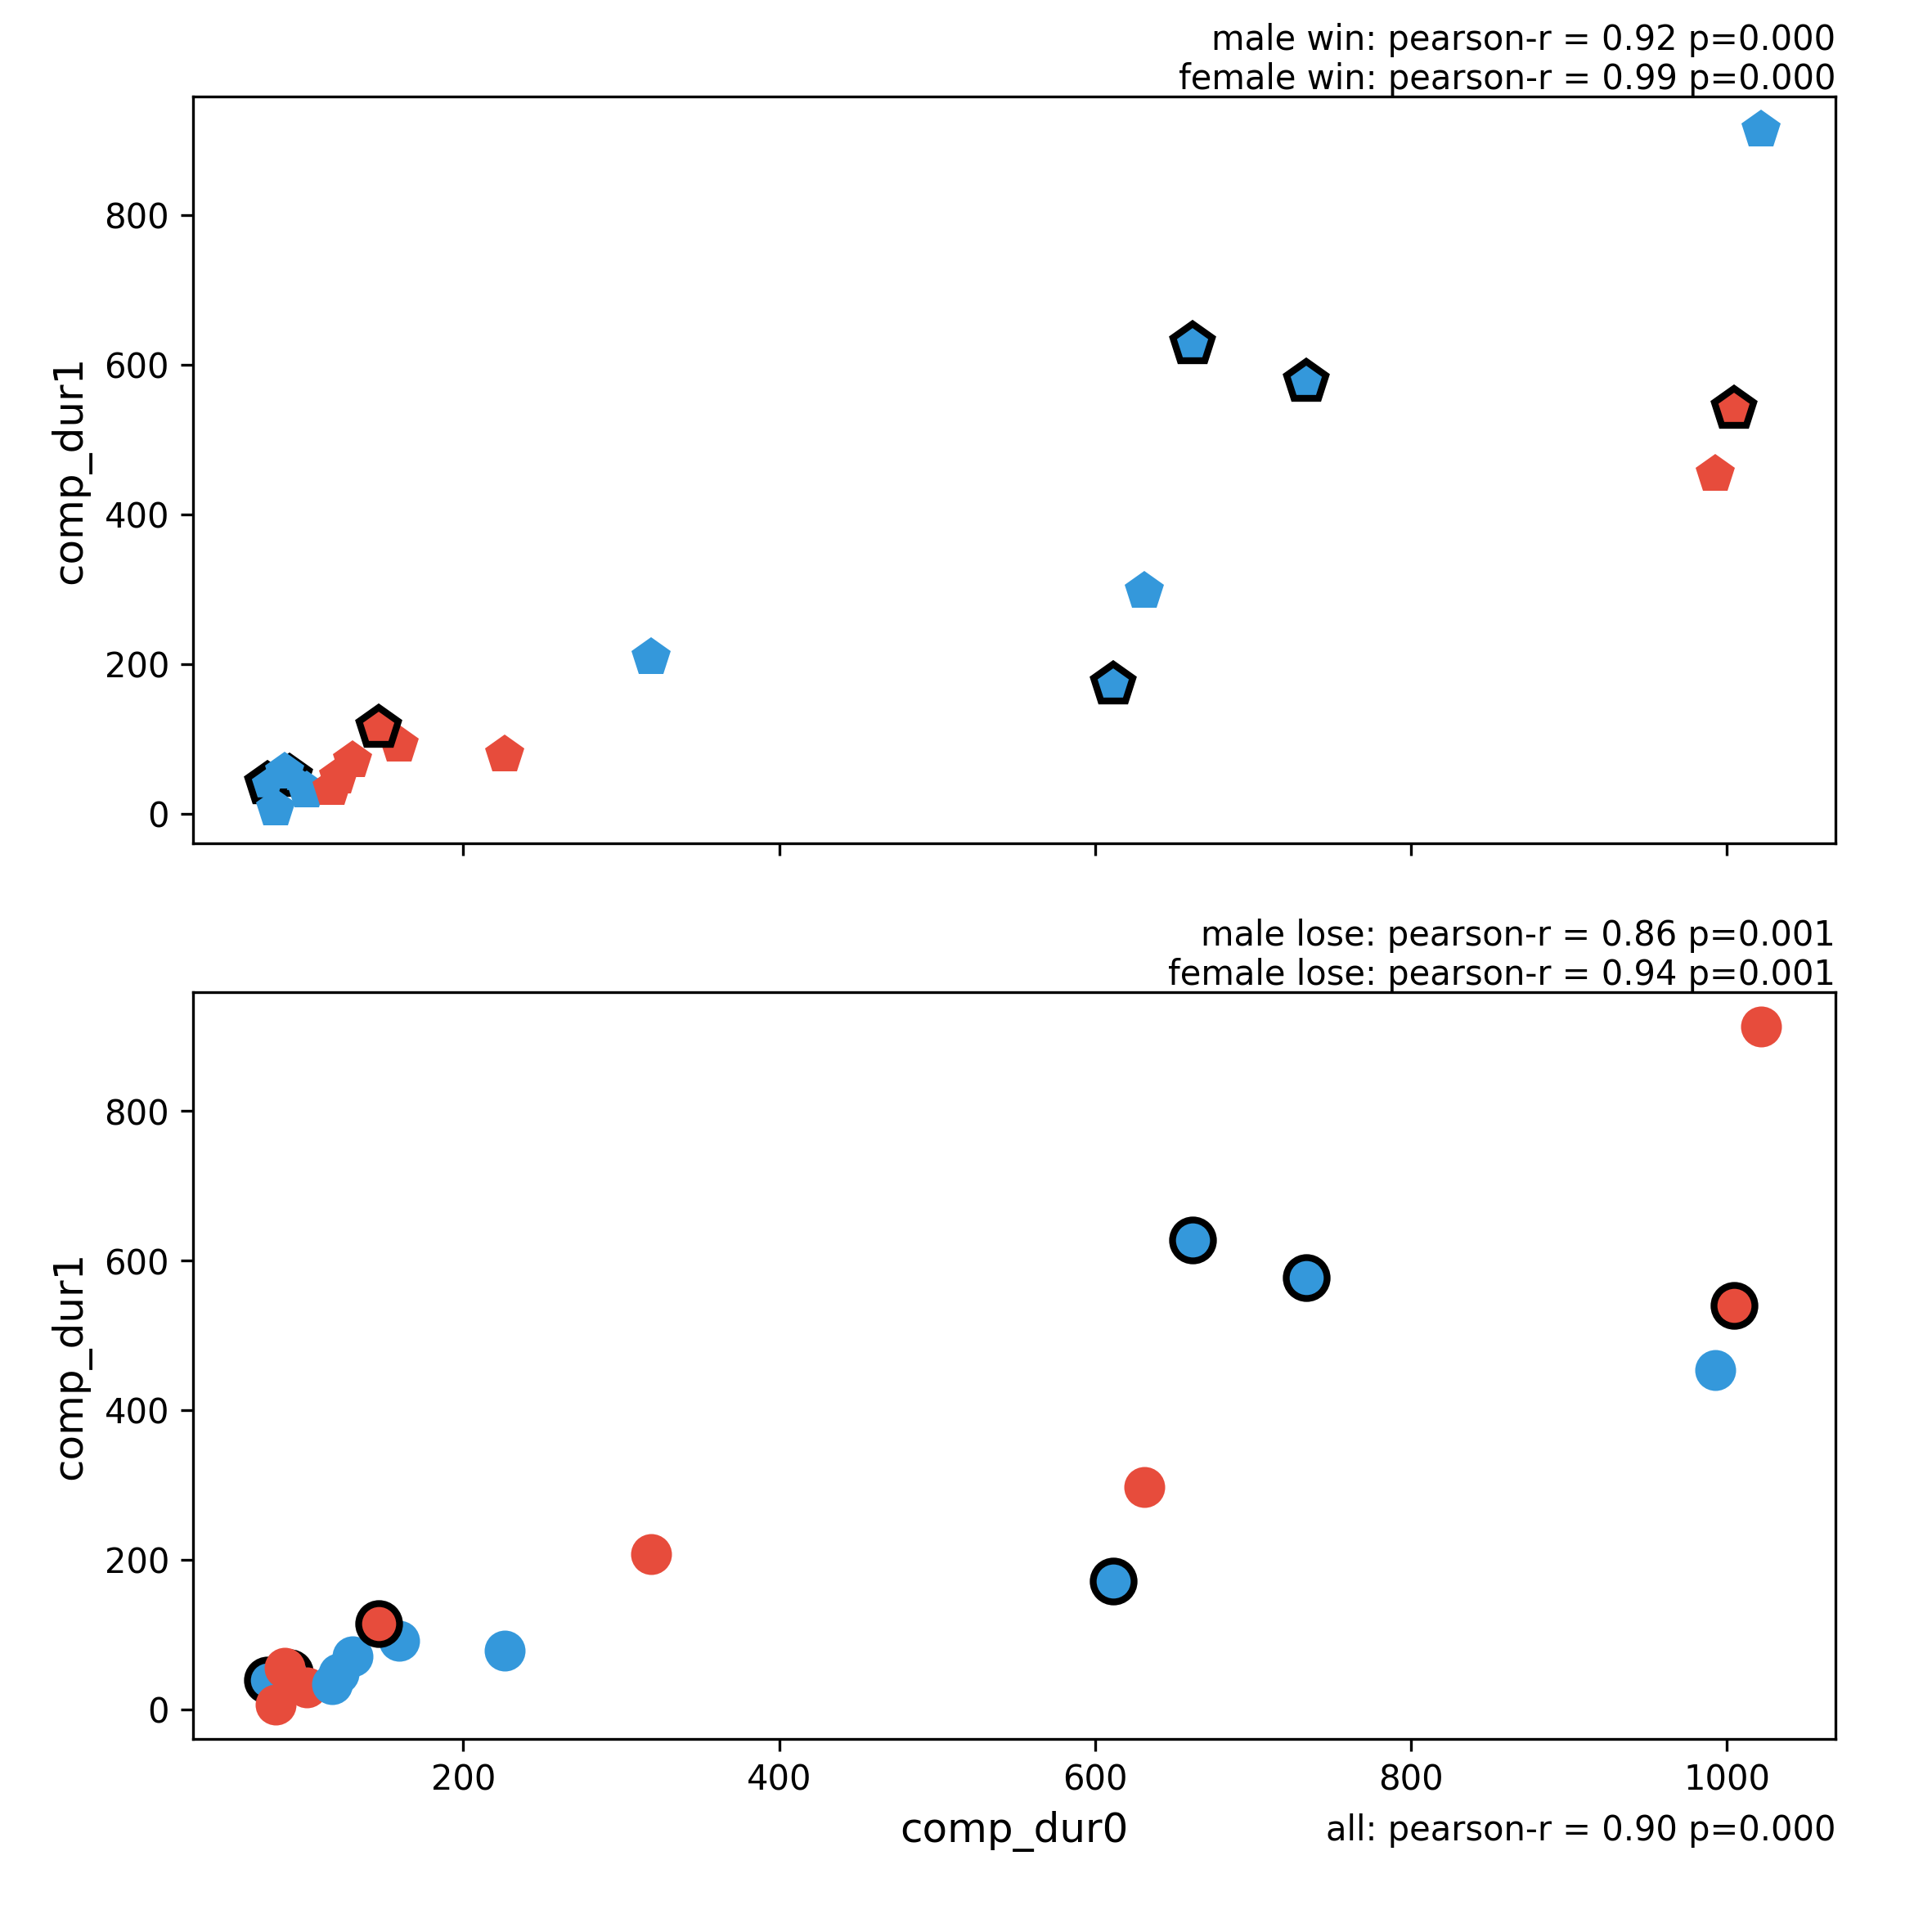 male win: pearson-r = 0.92 p=0.000
female win: pearson-r = 0.99 p=0.000
800
600
400
200
0
comp_dur1
male lose: pearson-r = 0.86 p=0.001
female lose: pearson-r = 0.94 p=0.001
800
600
400
200
0
comp_dur1
200 400 600 800 1000
comp_dur0
all: pearson-r = 0.90 p=0.000